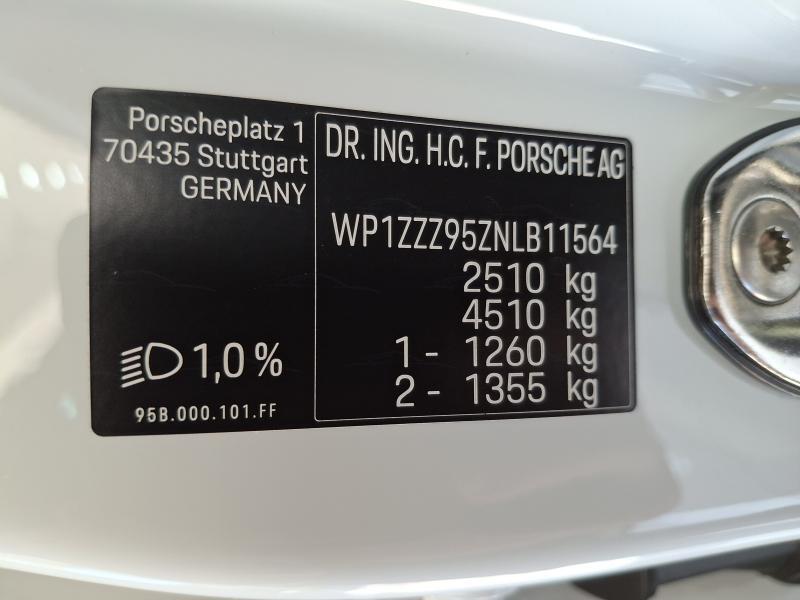 Porscheplatz 1
70435 Stuttgart
GERMANY
1,0 %
95B.000.101.FF
DR. ING. H.C. F. PORSCHE AG
WP1ZZZ95ZNLB11564
2510 kg
4510 kg
1 - 1260 kg
2 - 1355 kg